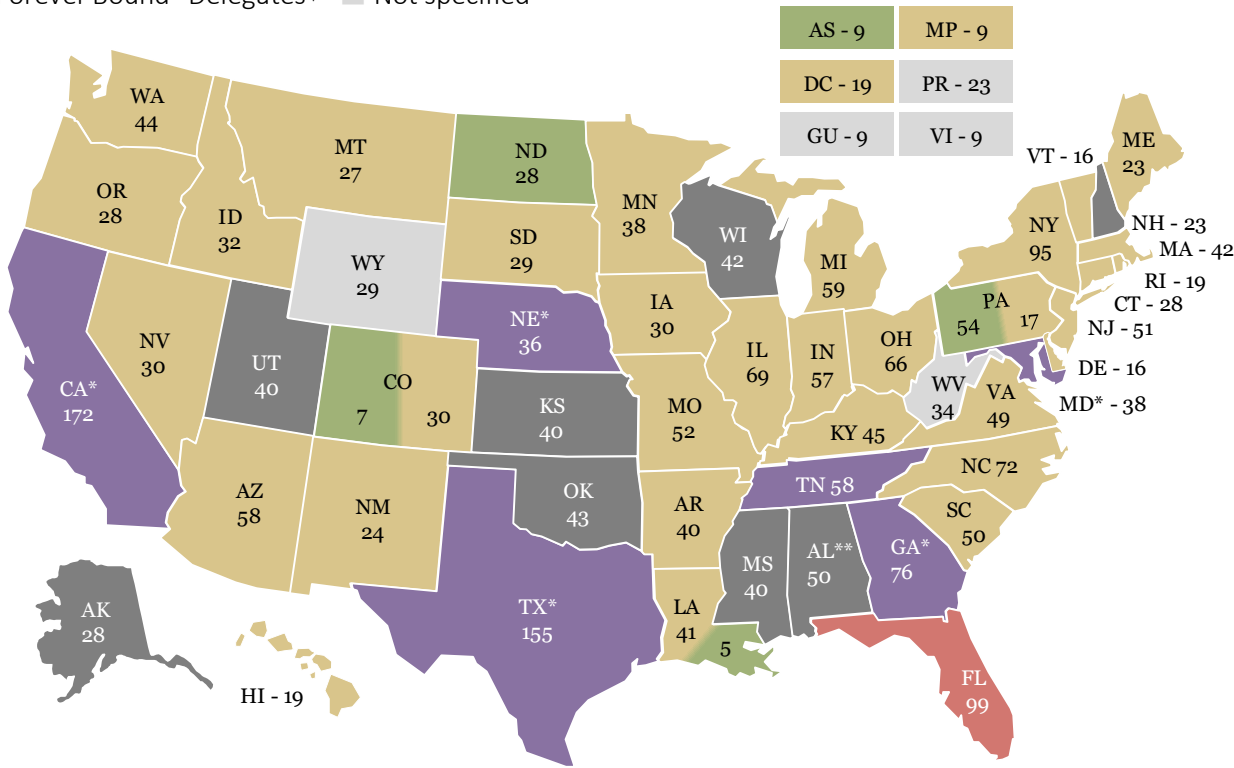 Not specified
AS - 9
MP - 9
DC - 19
PR - 23
GU - 9
VI - 9
WA
44
OR
28
ID
32
MT
27
ND
28
SD
29
MN
38
WI
42
MI
59
VT - 16
ME
23
NY
95
NH - 23
MA - 42
RI - 19
CT - 28
NJ - 51
DE - 16
MD* - 38
WY
29
NE*
36
IA
30
IL
69
IN
57
OH
66
PA
54
17
WV
34
VA
49
NV
30
UT
40
CO
7
30
KS
40
MO
52
KY 45
CA*
172
AZ
58
NM
24
OK
43
AR
40
TN 58
NC 72
SC
50
TX*
155
LA
41
5
MS
40
AL**
50
GA*
76
FL
99
AK
28
HI - 19